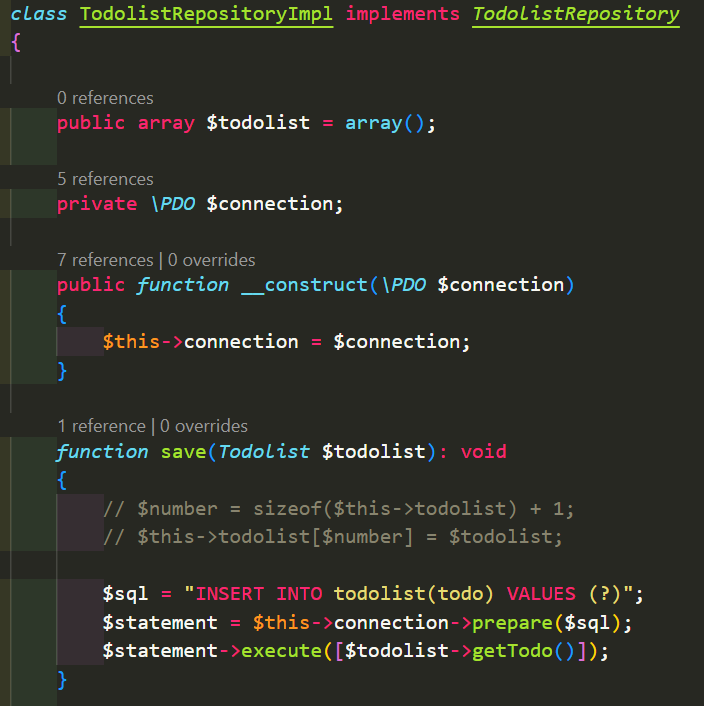 class TodolistRepositoryImpl implements TodolistRepository
{
0 references
public array $todolist = array();
5 references
private \PDO $connection;
7 references | 0 overrides
public function __construct(\PDO $connection)
{
$this->connection = $connection;
}
1 reference | 0 overrides
function save(Todolist $todolist): void
{
// $number = sizeof($this->todolist) + 1;
// $this->todolist[$number] = $todolist;
$sql = "INSERT INTO todolist(todo) VALUES (?)";
$statement = $this->connection->prepare($sql);
$statement->execute([$todolist->getTodo()]);
}